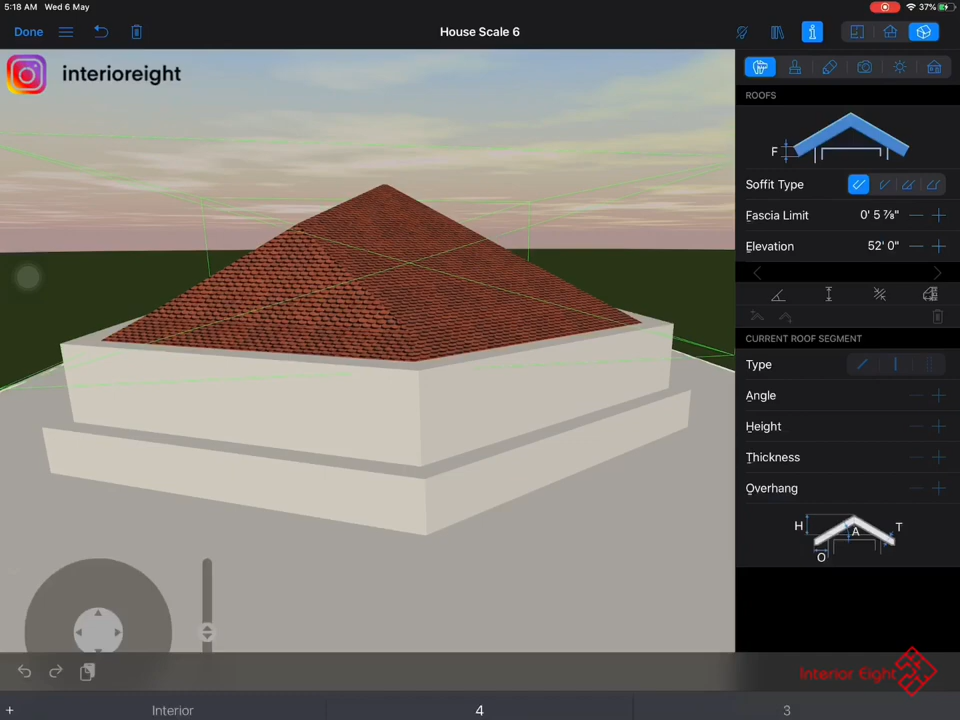 5:18 AM Wed 6 May
37%
Done
House Scale 6
interioreight
ROOFS
F
Soffit Type
Fascia Limit 0' 5 ⅞"
Elevation 52' 0"
CURRENT ROOF SEGMENT
Type
Angle
Height
Thickness
Overhang
H
T
A
O
Interior Eight
+ Interior 4 3